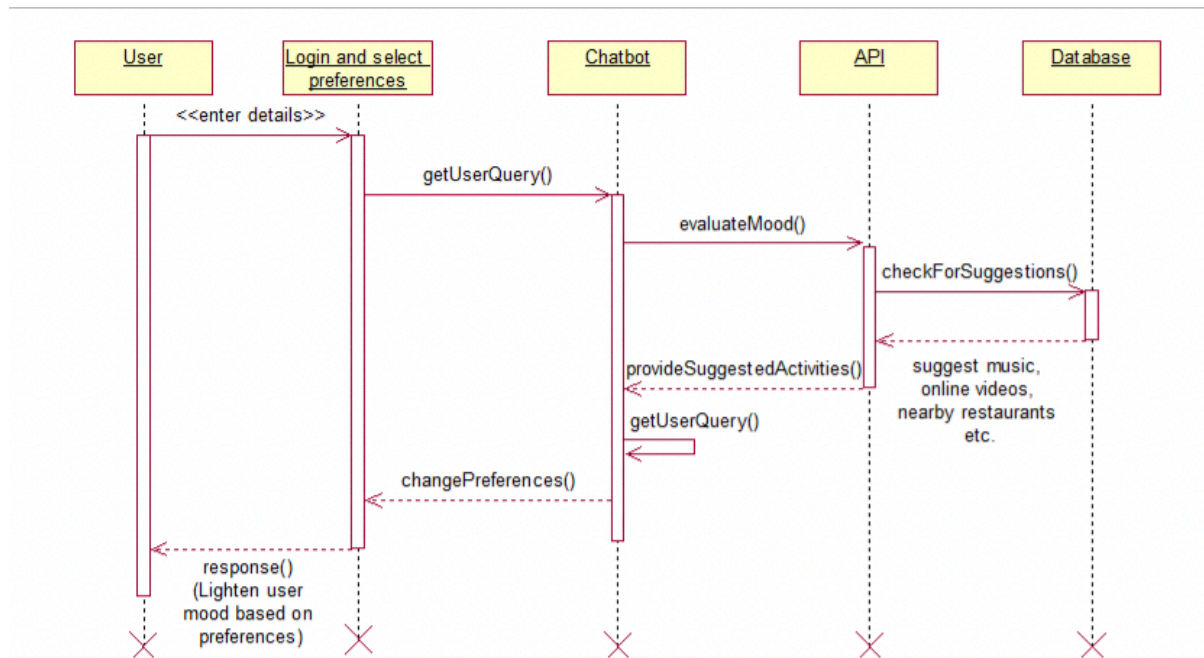 User
Login and select
preferences
Chatbot
API
Database
<<enter details>>
getUserQuery()
evaluateMood()
checkForSuggestions()
suggest music,
online videos,
nearby restaurants
etc.
provideSuggestedActivities()
getUserQuery()
changePreferences()
response()
(Lighten user
mood based on
preferences)